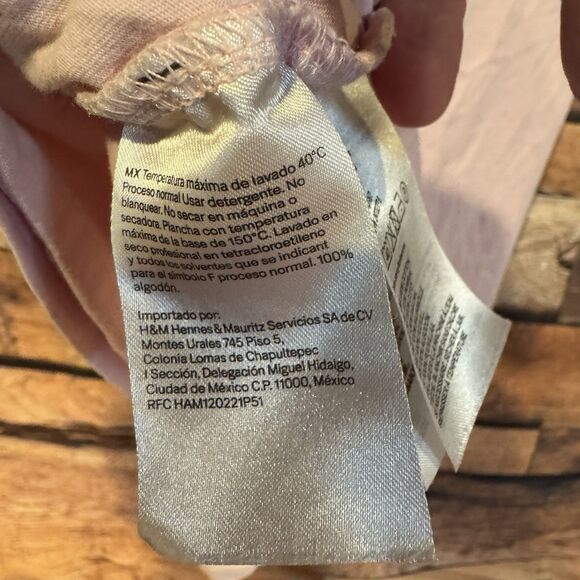 MX Temperatura máxima de lavado 40°C
Proceso normal Usar detergente. No
blanquear. No secar en máquina o
secadora. Plancha con temperatura
máxima de la base de 150°C. Lavado en
seco profesional en tetracloroetileno
y todos los solventes que se indicant
para el simbolo F proceso normal. 100%
algodón.
Importado por:
H&M Hennes & Mauritz Servicios SA de CV
Montes Urales 745 Piso 5,
Colonia Lomas de Chapultepec
I Sección, Delegación Miguel Hidalgo,
Ciudad de México C.P. 11000, México
RFC HAM120221P51